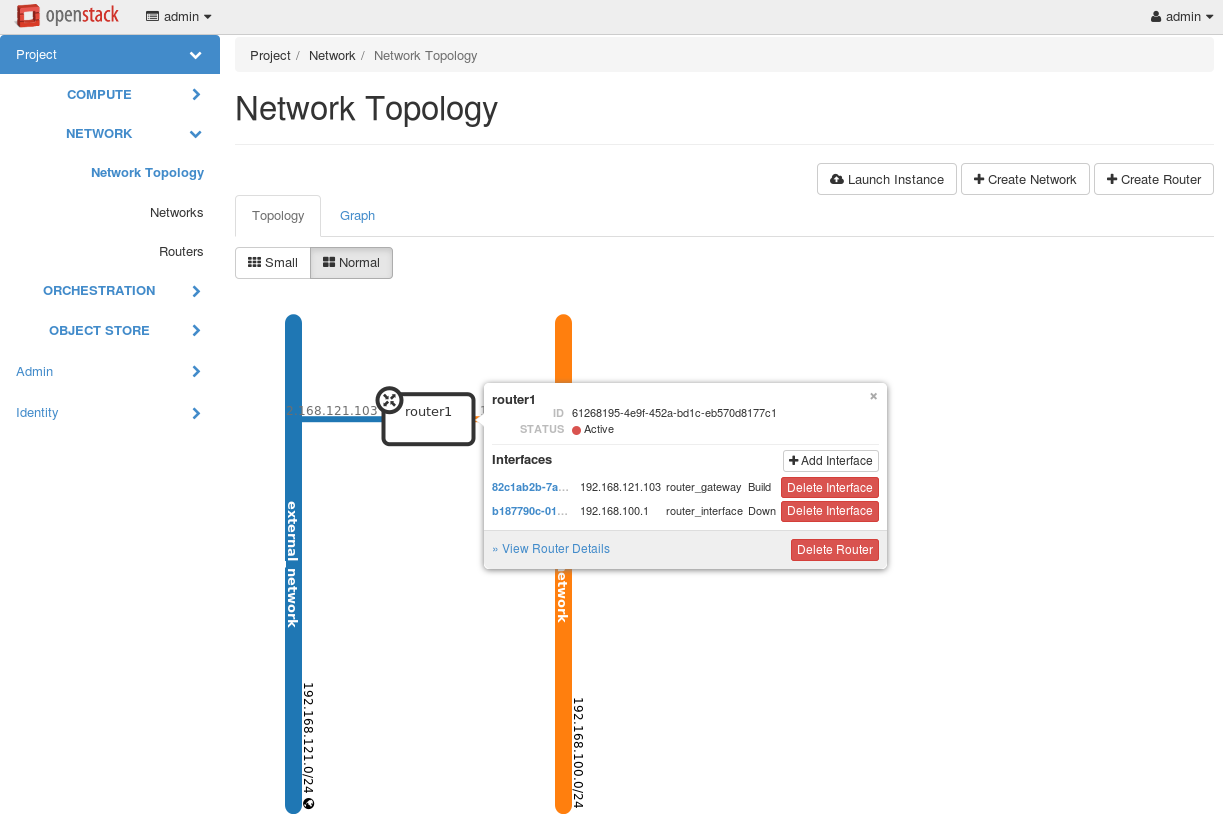 openstack admin admin
Project
COMPUTE
NETWORK
Network Topology
Networks
Routers
ORCHESTRATION
OBJECT STORE
Admin
Identity
Project / Network / Network Topology
Network Topology
Launch Instance Create Network Create Router
Topology Graph
Small Normal
.168.121.103
router1
router1
ID 61268195-4e9f-452a-bd1c-eb570d8177c1
STATUS Active
Interfaces
Add Interface
82c1ab2b-7a... 192.168.121.103 router_gateway Build Delete Interface
b187790c-01... 192.168.100.1 router_interface Down Delete Interface
» View Router Details Delete Router
external_network
192.168.121.0/24
etwork
192.168.100.0/24